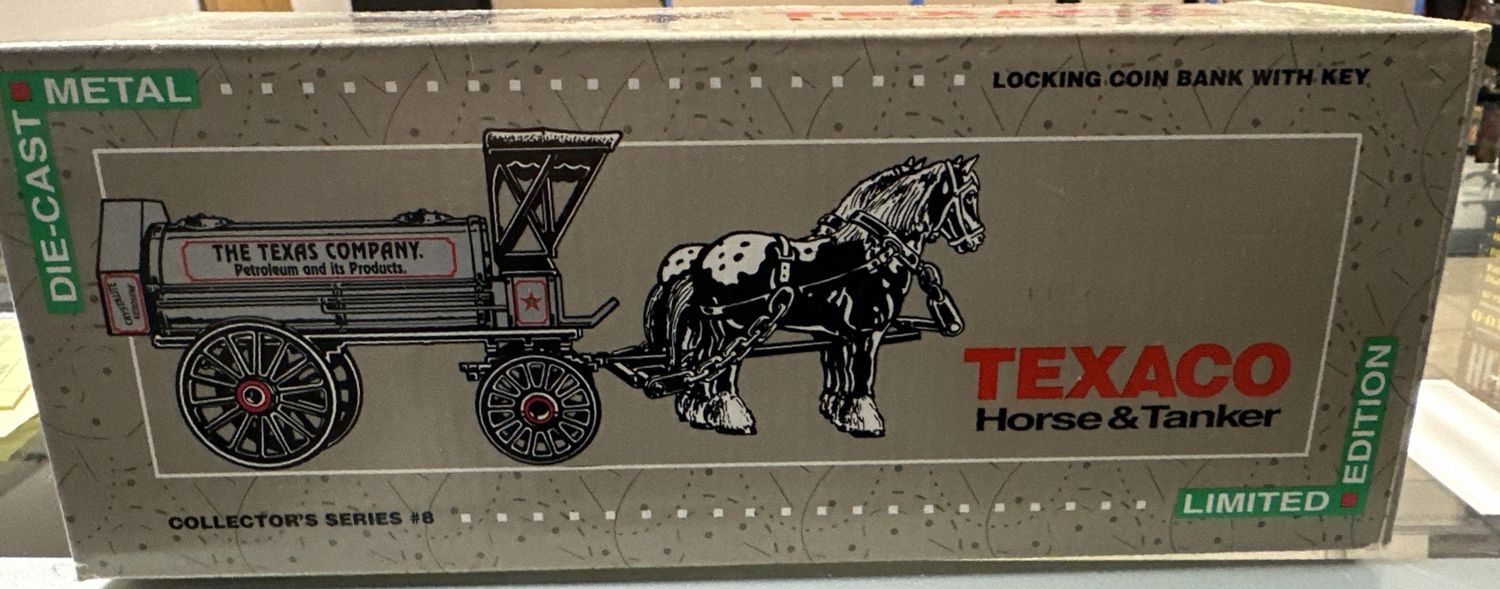 METAL
DIE-CAST
LOCKING COIN BANK WITH KEY
THE TEXAS COMPANY.
Petroleum and its Products.
CRYSTALITE
TEXACO
Horse & Tanker
EDITION
LIMITED
COLLECTOR'S SERIES #8